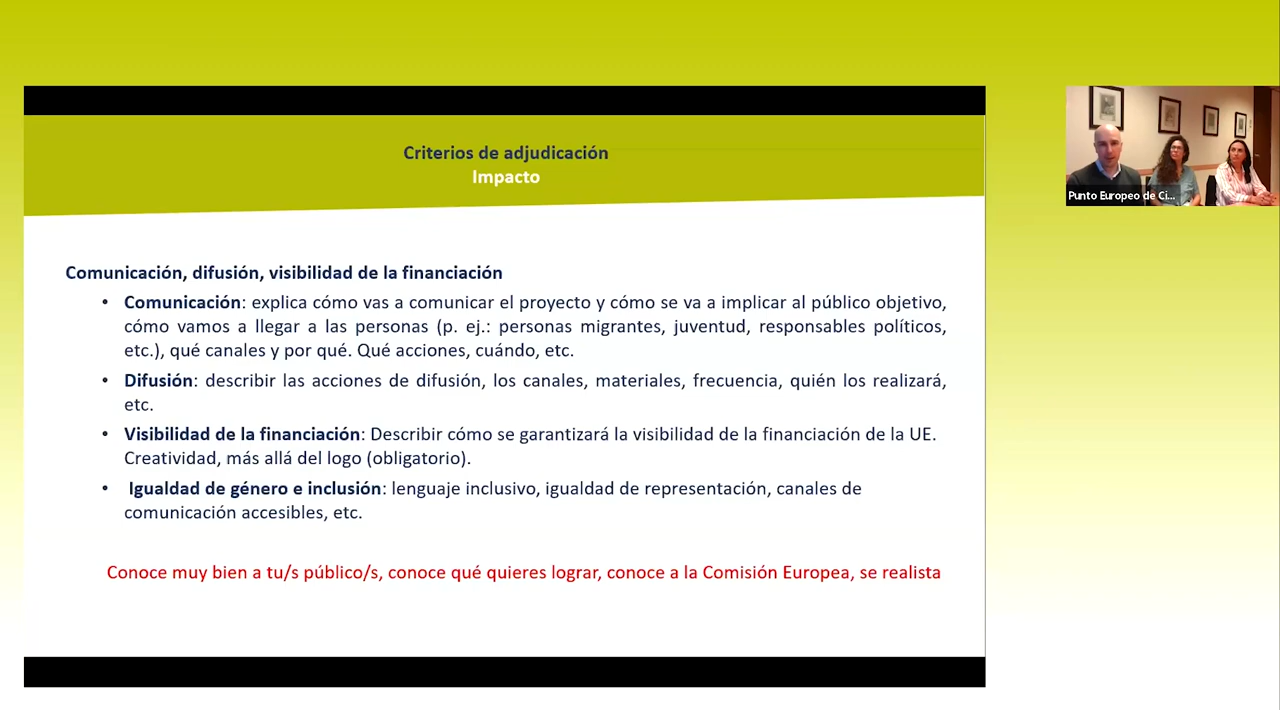 Criterios de adjudicación
Impacto
Comunicación, difusión, visibilidad de la financiación
• Comunicación: explica cómo vas a comunicar el proyecto y cómo se va a implicar al público objetivo,
cómo vamos a llegar a las personas (p. ej.: personas migrantes, juventud, responsables políticos,
etc.), qué canales y por qué. Qué acciones, cuándo, etc.
• Difusión: describir las acciones de difusión, los canales, materiales, frecuencia, quién los realizará,
etc.
• Visibilidad de la financiación: Describir cómo se garantizará la visibilidad de la financiación de la UE.
Creatividad, más allá del logo (obligatorio).
• Igualdad de género e inclusión: lenguaje inclusivo, igualdad de representación, canales de
comunicación accesibles, etc.
Conoce muy bien a tu/s público/s, conoce qué quieres lograr, conoce a la Comisión Europea, se realista
Punto Europeo de Ci...